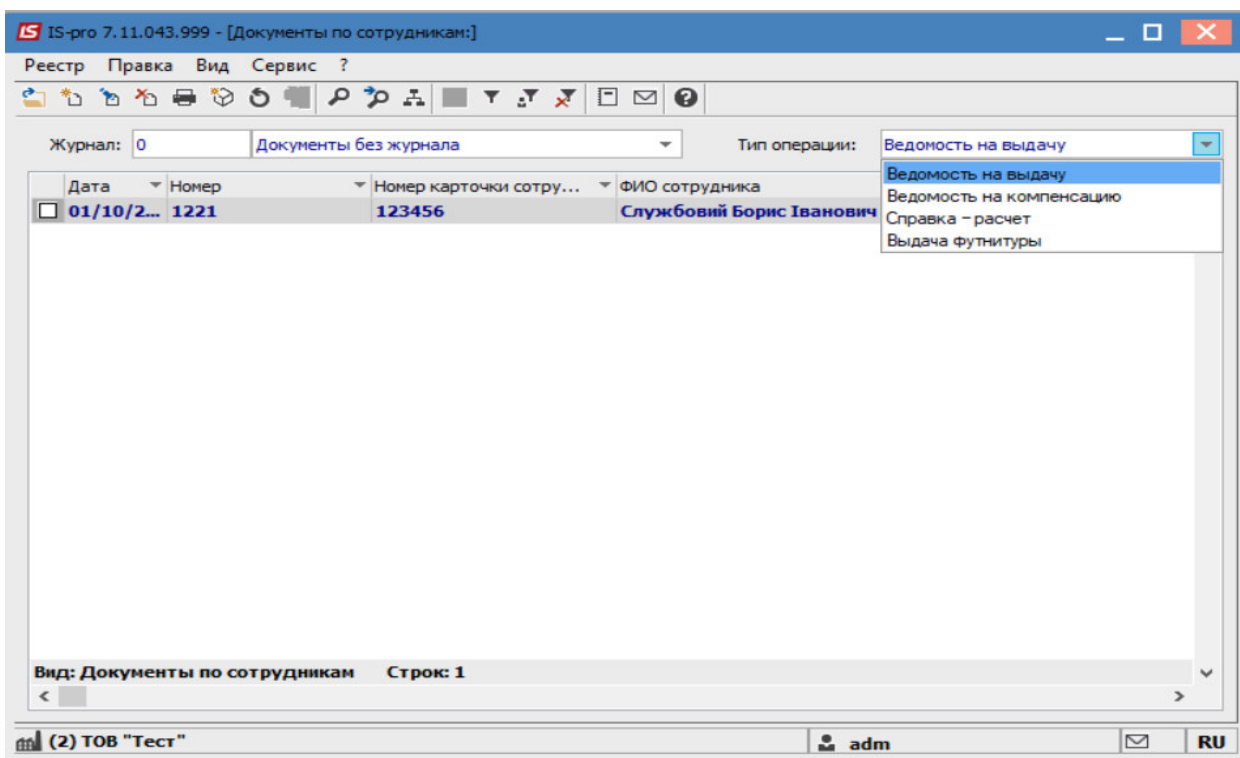 IS-pro 7.11.043.999 - [Документы по сотрудникам:]
Реестр Правка Вид Сервис ?
Журнал: 0 Документы без журнала Тип операции: Ведомость на выдачу
Ведомость на выдачу
Ведомость на компенсацию
Справка - расчет
Выдача футнитуры
Дата Номер Номер карточки сотру... ФИО сотрудника
01/10/2... 1221 123456 Службовий Борис Іванович
Вид: Документы по сотрудникам Строк: 1
(2) ТОВ "Тест" adm RU